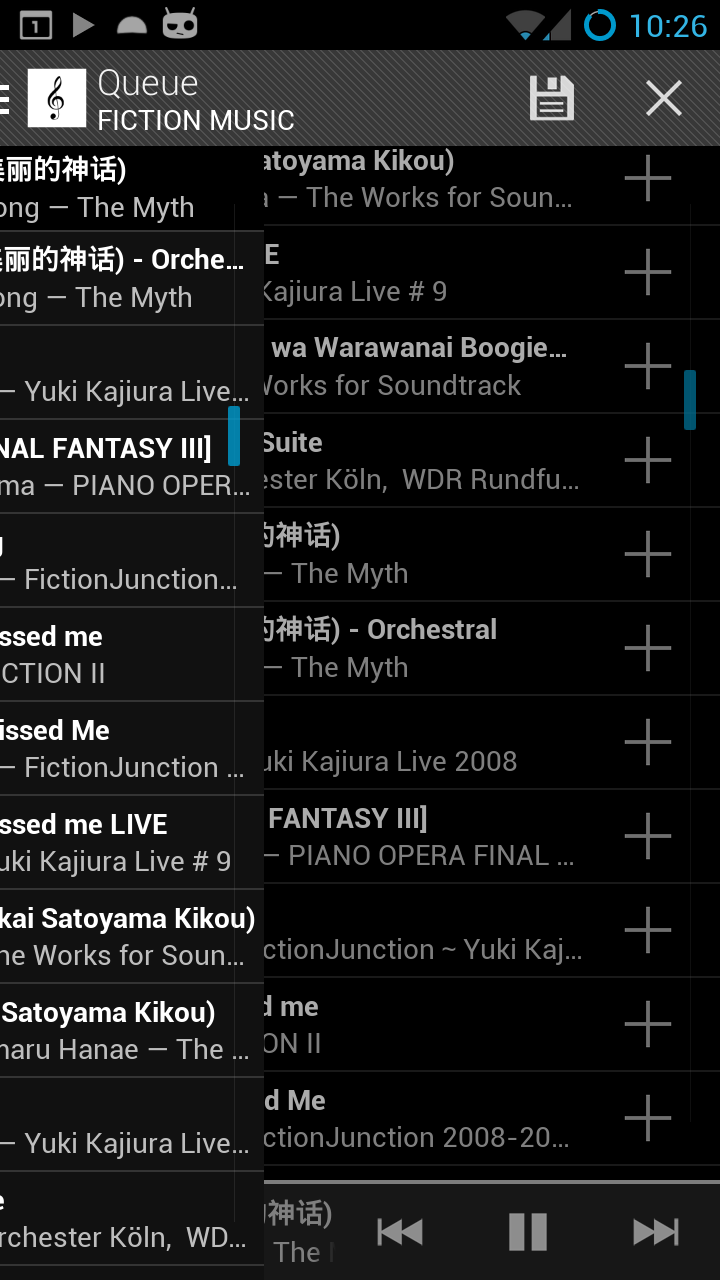 1
10:26
Queue
FICTION MUSIC
丽的神话)
ong — The Myth
丽的神话) - Orche…
ong — The Myth
— Yuki Kajiura Live…
NAL FANTASY III]
ma — PIANO OPER…
g
— FictionJunction…
issed me
CTION II
issed Me
— FictionJunction …
ssed me LIVE
uki Kajiura Live # 9
kai Satoyama Kikou)
he Works for Soun…
Satoyama Kikou)
naru Hanae — The …
— Yuki Kajiura Live…
e
rchester Köln, WD…
atoyama Kikou)
a — The Works for Soun…
E
Kajiura Live # 9
wa Warawanai Boogie…
Works for Soundtrack
Suite
ester Köln, WDR Rundfu…
的神话)
— The Myth
的神话) - Orchestral
— The Myth
uki Kajiura Live 2008
FANTASY III]
— PIANO OPERA FINAL …
ctionJunction ~ Yuki Kaj…
d me
ON II
d Me
ctionJunction 2008-20…
神话)
The